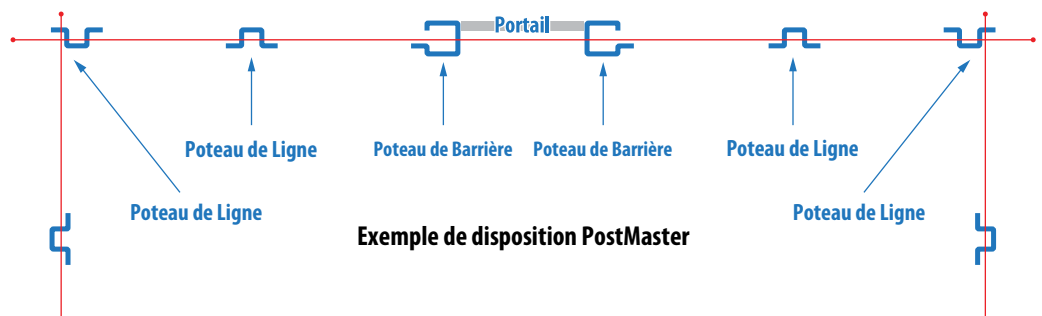 Portail
Poteau de Ligne
Poteau de Barrière
Poteau de Barrière
Poteau de Ligne
Poteau de Ligne
Poteau de Ligne
Exemple de disposition PostMaster